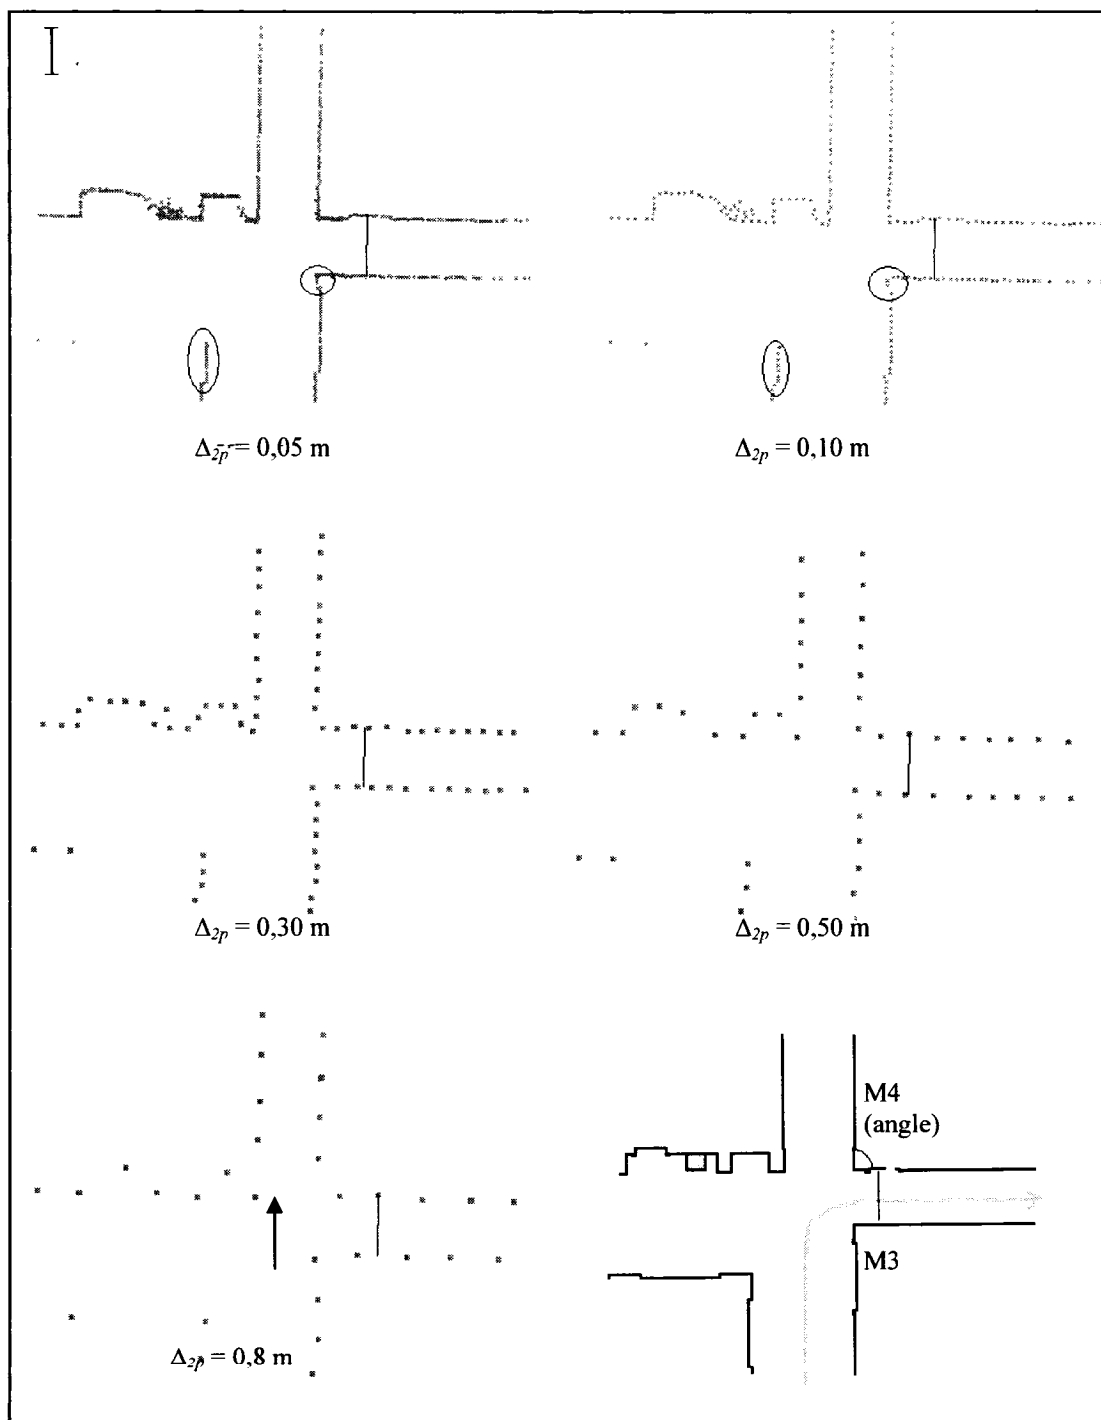 Δ2p = 0,05 m
Δ2p = 0,10 m
Δ2p = 0,30 m
Δ2p = 0,50 m
Δ2p = 0,8 m
M4
(angle)
M3